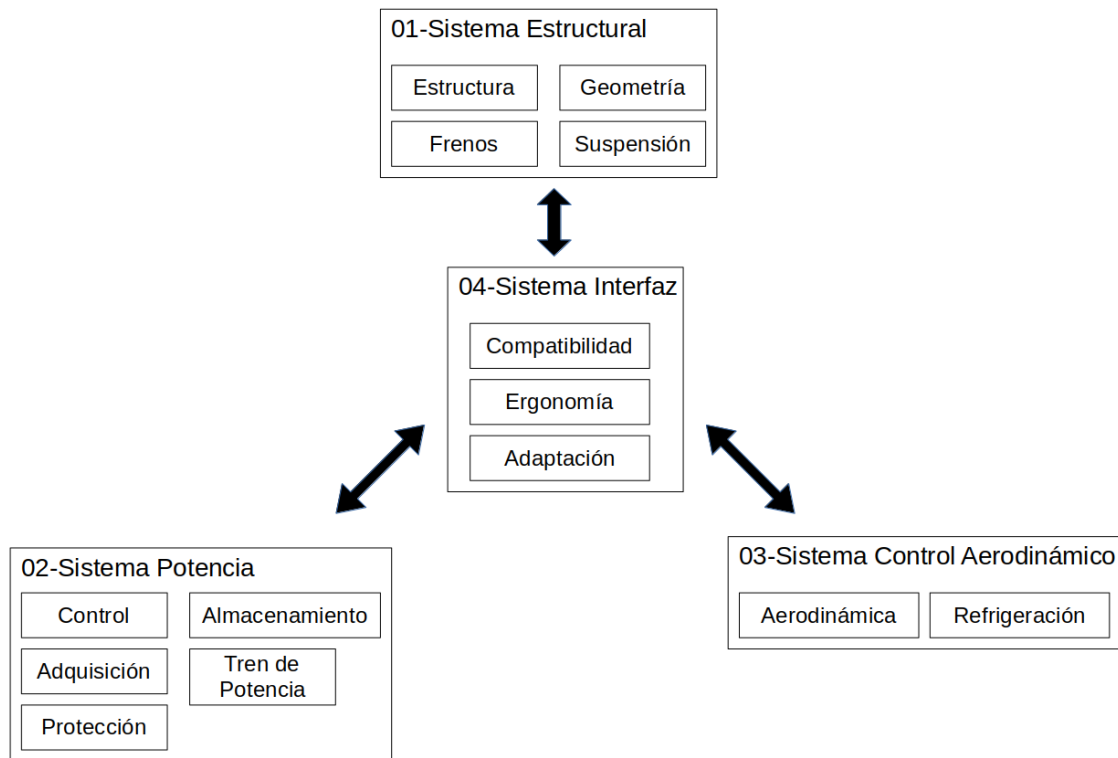 01-Sistema Estructural
Estructura
Geometría
Frenos
Suspensión
04-Sistema Interfaz
Compatibilidad
Ergonomía
Adaptación
02-Sistema Potencia
Control
Almacenamiento
Adquisición
Tren de
Potencia
Protección
03-Sistema Control Aerodinámico
Aerodinámica
Refrigeración